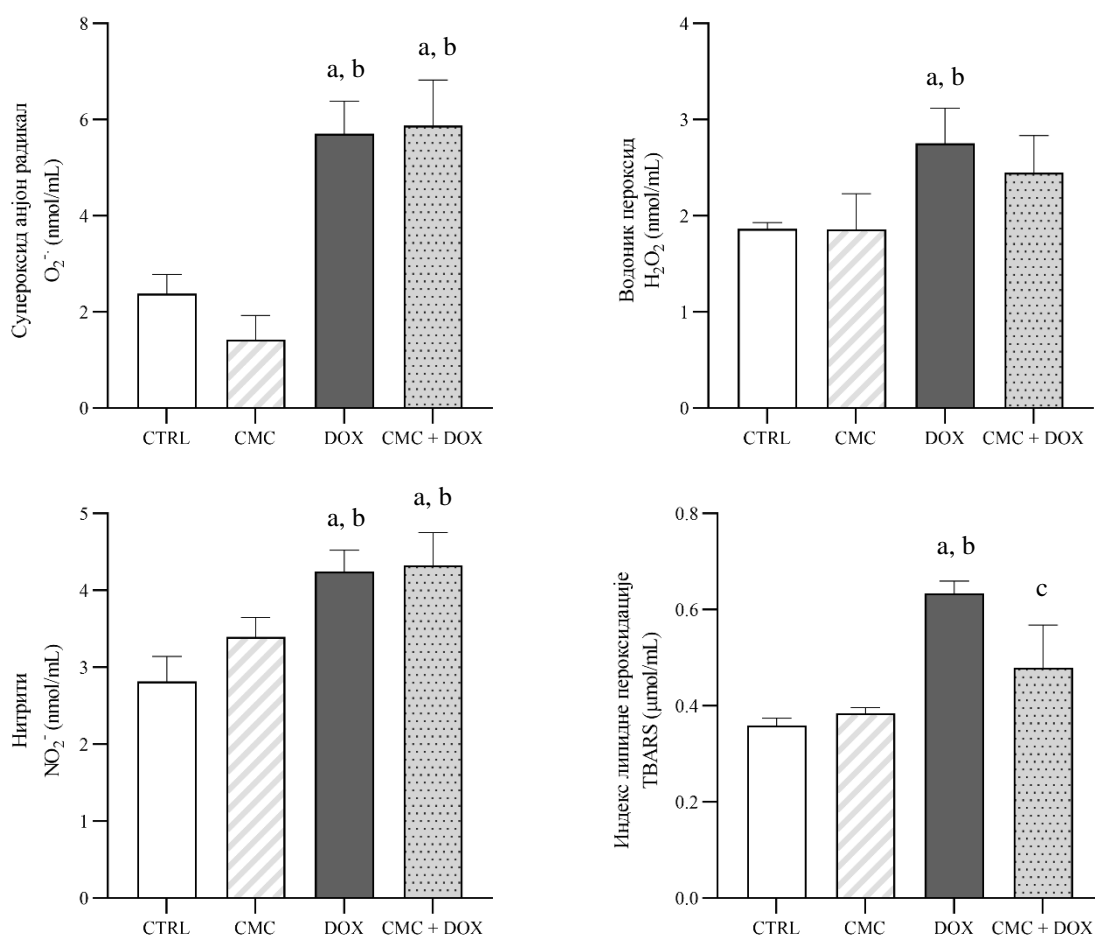 Супероксид анјон радикал
O₂⁻· (nmol/mL)
8
6
4
2
0
a, b
a, b
CTRL CMC DOX CMC + DOX
Водоник пероксид
H₂O₂ (nmol/mL)
4
3
2
1
0
a, b
CTRL CMC DOX CMC + DOX
Нитрити
NO₂⁻ (nmol/mL)
5
4
3
2
1
0
a, b
a, b
CTRL CMC DOX CMC + DOX
Индекс липидне пероксидације
TBARS (μmol/mL)
0.8
0.6
0.4
0.2
0.0
a, b
c
CTRL CMC DOX CMC + DOX